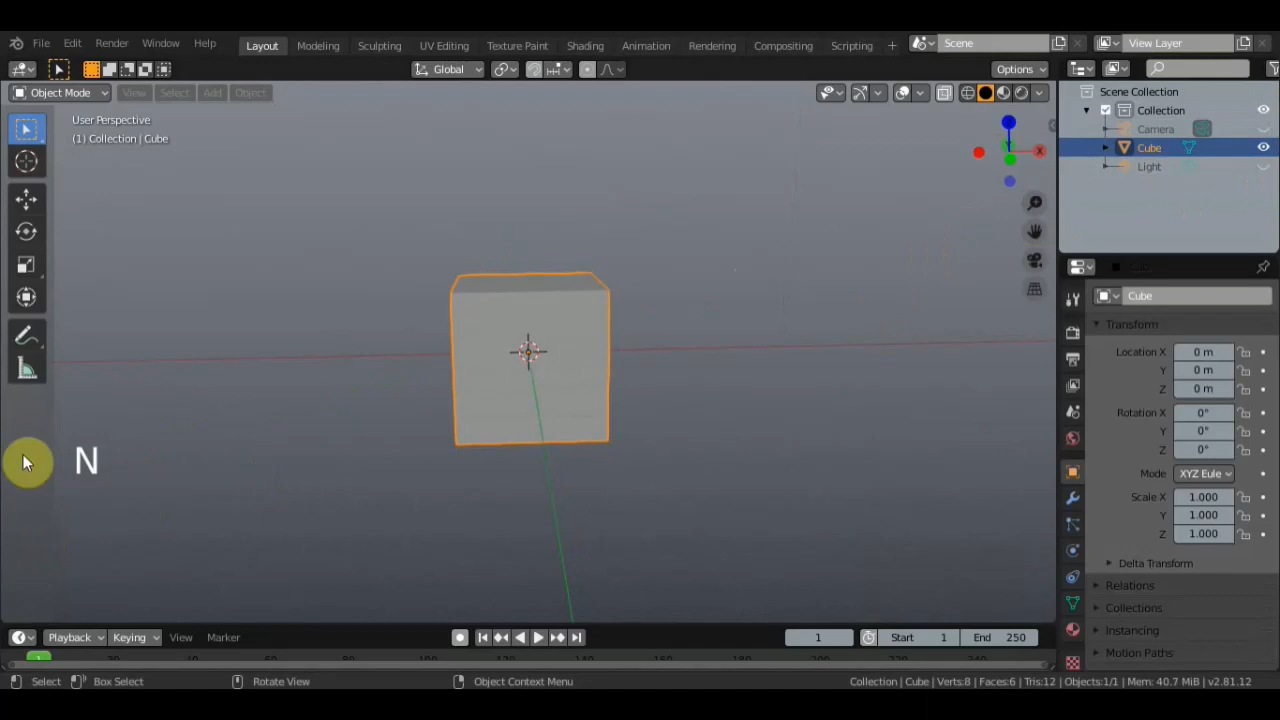 File Edit Render Window Help Layout Modeling Sculpting UV Editing Texture Paint Shading Animation Rendering Compositing Scripting + Scene View Layer
Global Options
Object Mode View Select Add Object
Scene Collection
User Perspective
Collection
(1) Collection | Cube
Camera
Cube
Light
X
Y
Cube
Transform
Location X 0 m
Y 0 m
Z 0 m
Rotation X 0°
Y 0°
Z 0°
N
Mode XYZ Eule
Scale X 1.000
Y 1.000
Z 1.000
Delta Transform
Relations
Collections
Instancing
Motion Paths
Playback Keying View Marker 1 Start 1 End 250
1
Select Box Select Rotate View Object Context Menu Collection | Cube | Verts:8 | Faces:6 | Tris:12 | Objects:1/1 | Mem: 40.7 MiB | v2.81.12